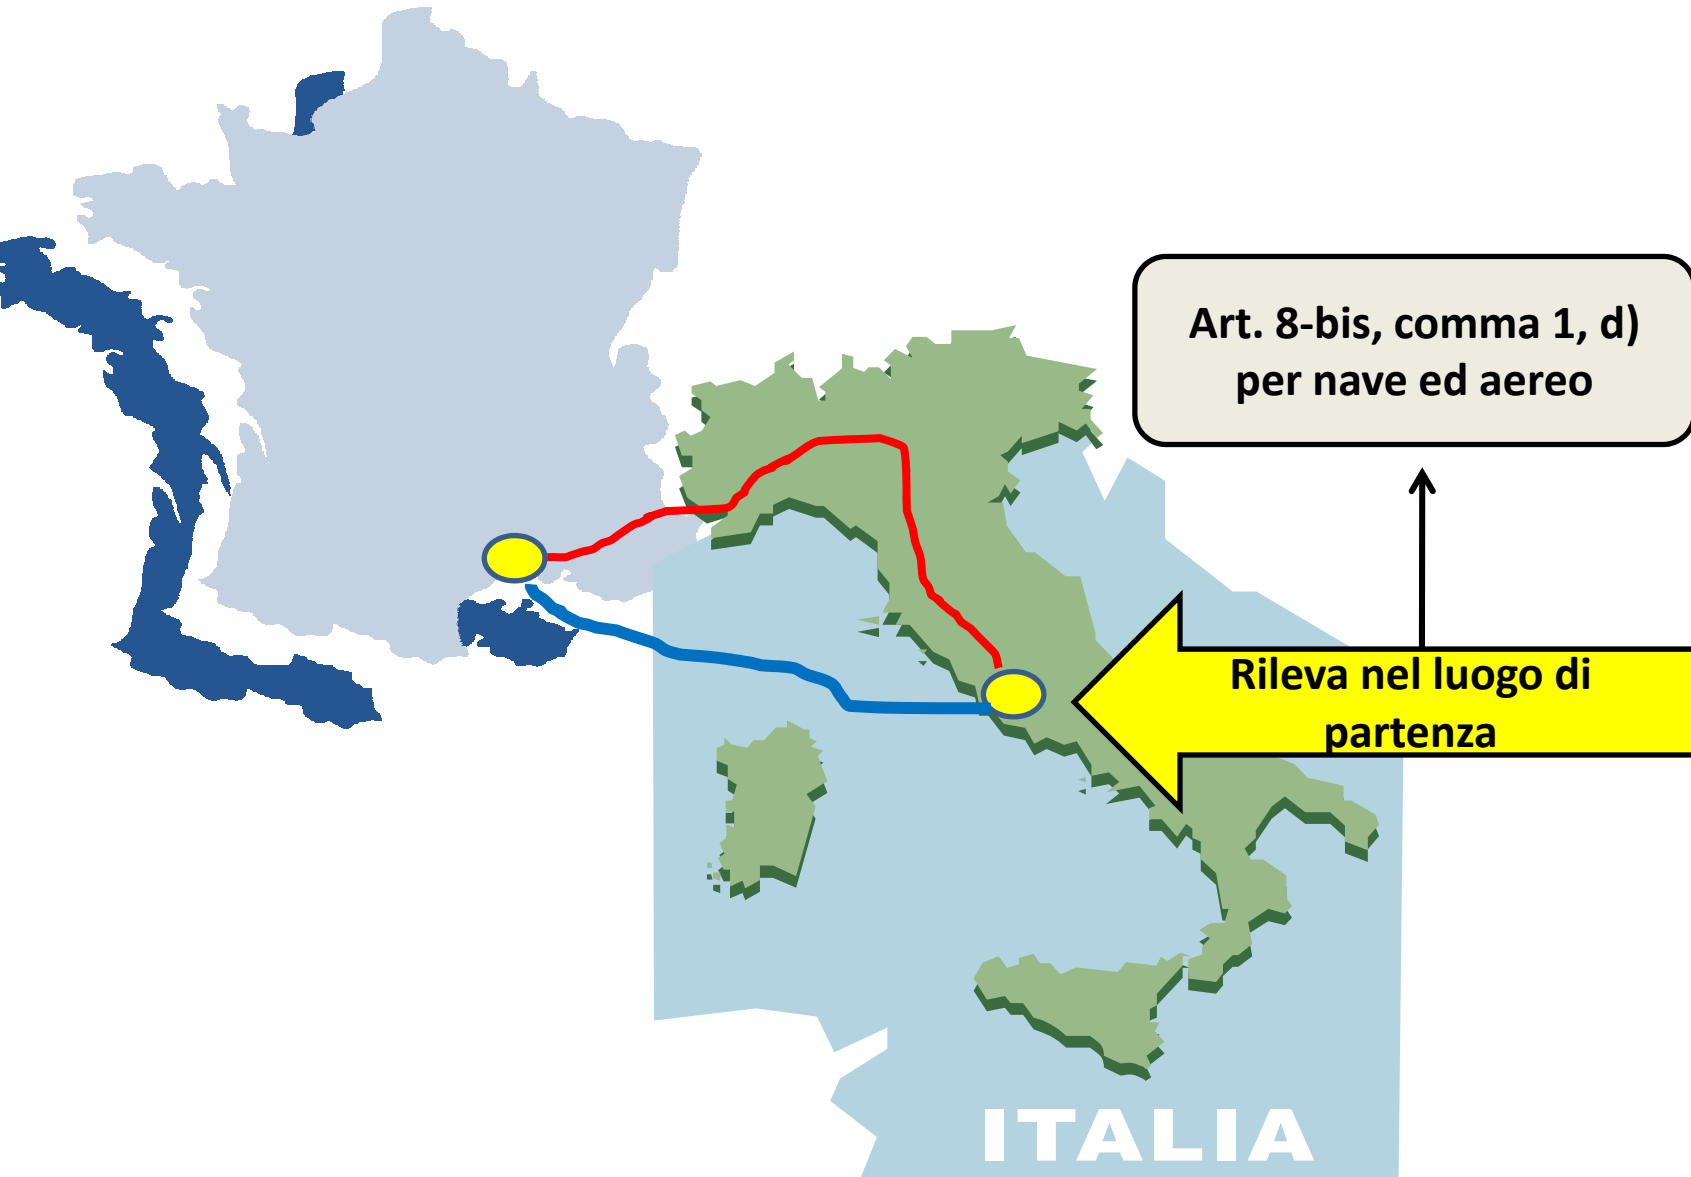 Art. 8-bis, comma 1, d)
per nave ed aereo
Rileva nel luogo di
partenza
ITALIA